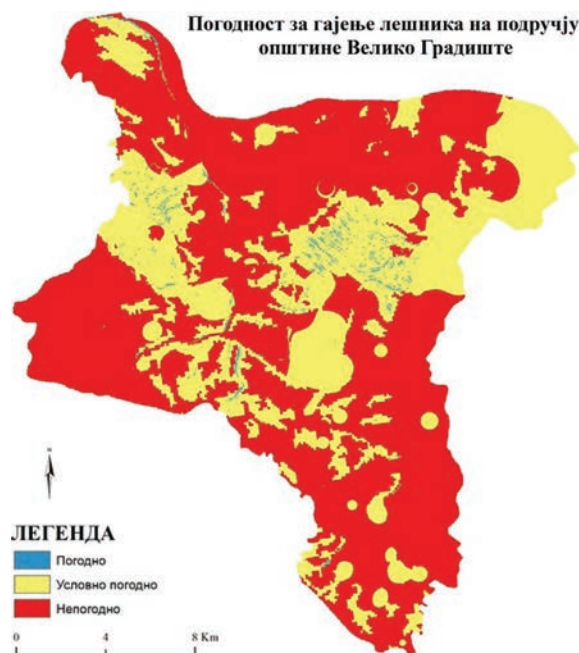 Погодност за гајење лешника на подручју
општине Велико Градиште
ЛЕГЕНДА
Погодно
Условно погодно
Непогодно
0 4 8 Km